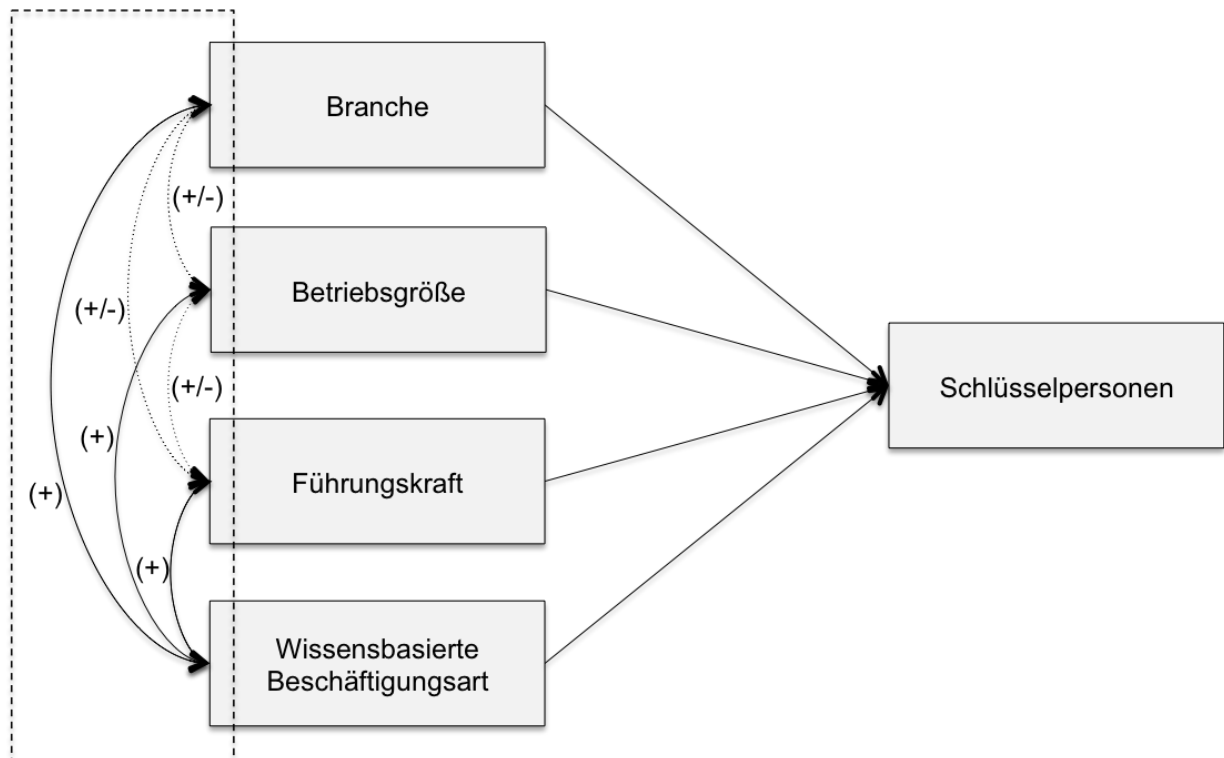 Branche
(+/-)
Betriebsgröße
(+/-)
(+/-)
Schlüsselpersonen
(+)
Führungskraft
(+)
(+)
Wissensbasierte
Beschäftigungsart